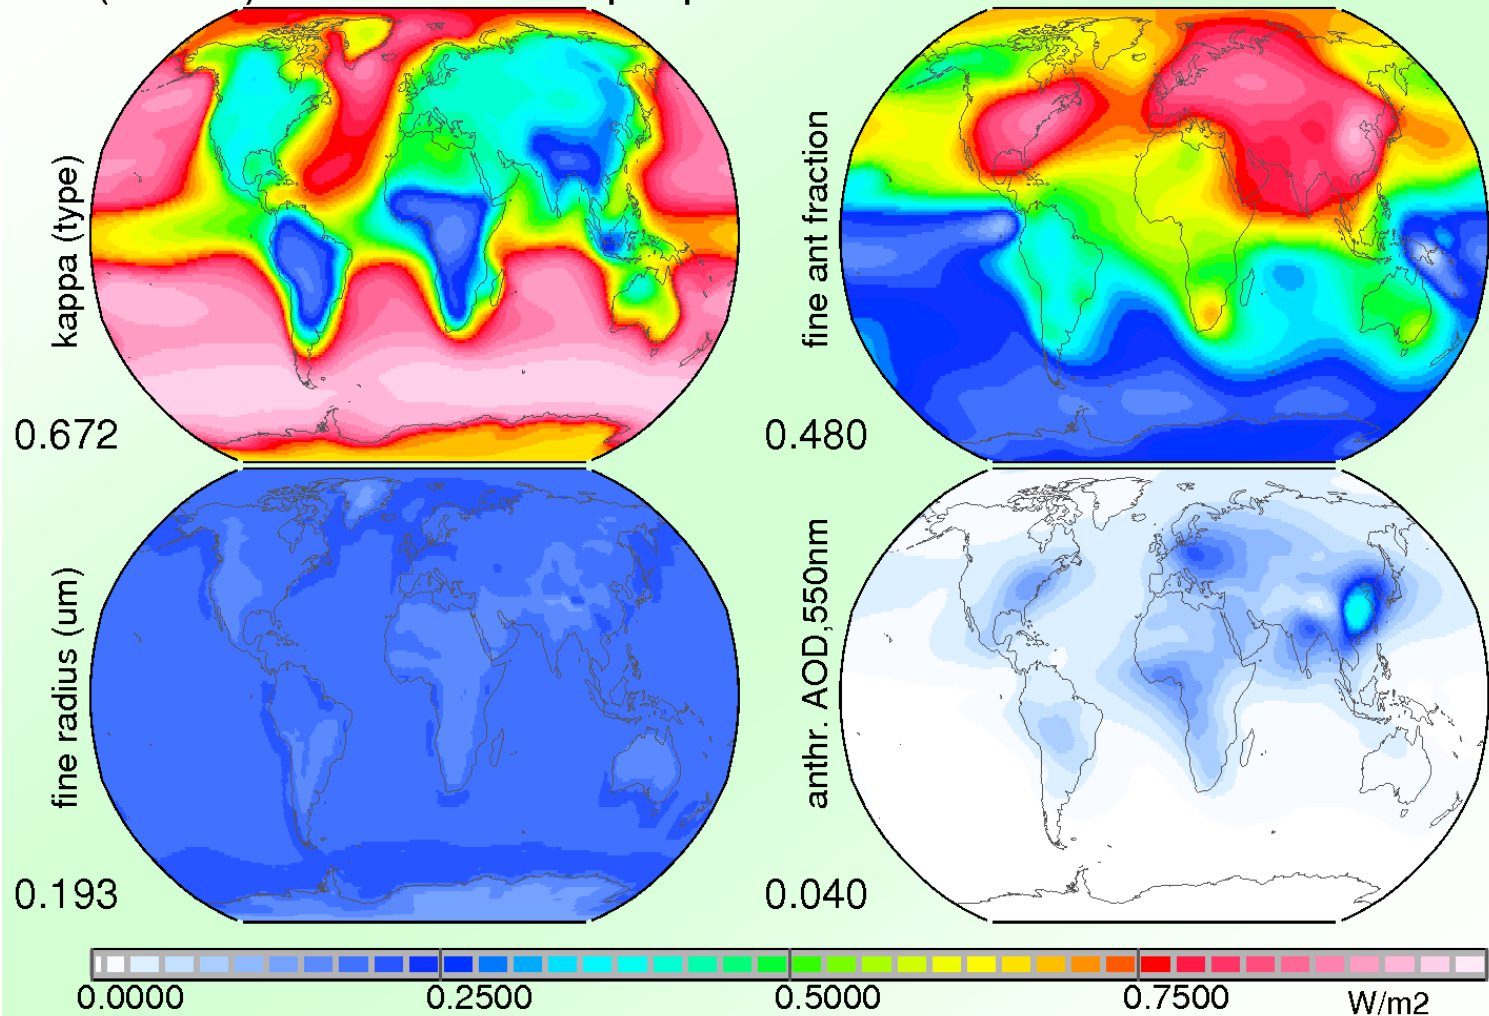 kappa (type)
0.672
fine ant fraction
0.480
fine radius (um)
0.193
anthr. AOD,550nm
0.040
0.0000 0.2500 0.5000 0.7500 W/m2